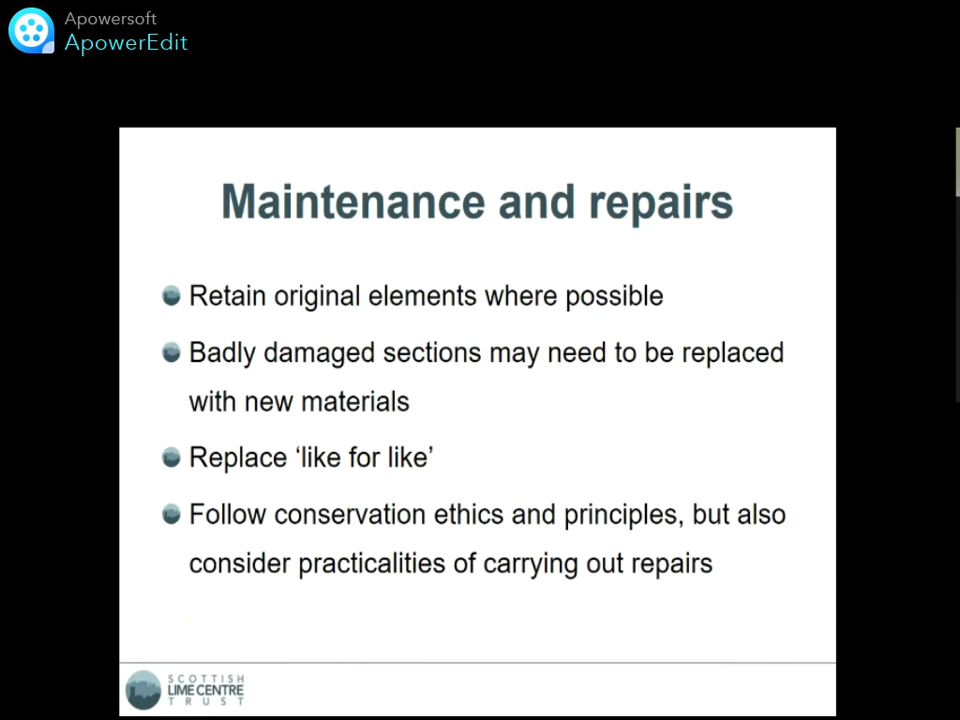 Apowersoft
ApowerEdit
Maintenance and repairs
Retain original elements where possible
Badly damaged sections may need to be replaced
with new materials
Replace ‘like for like’
Follow conservation ethics and principles, but also
consider practicalities of carrying out repairs
SCOTTISH
LIME CENTRE
TRUST